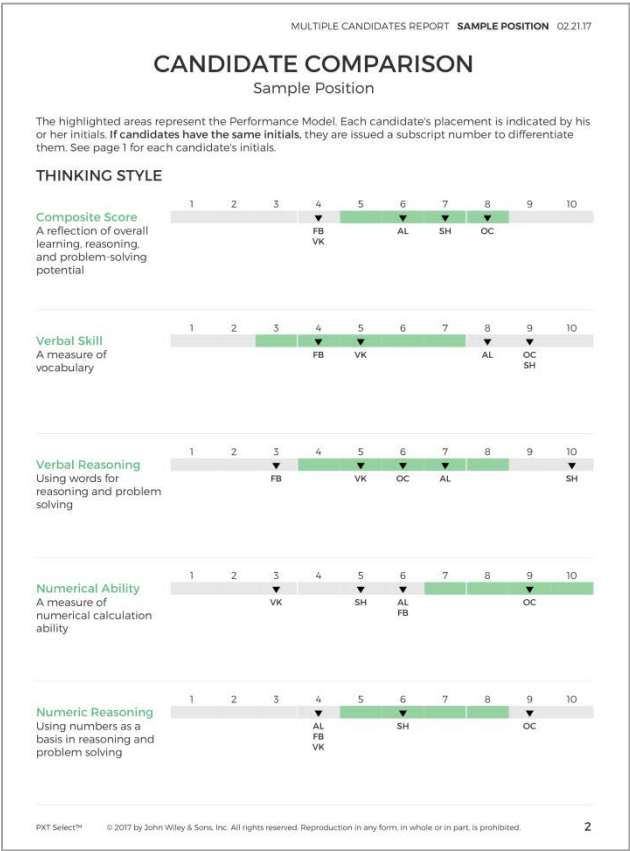 MULTIPLE CANDIDATES REPORT SAMPLE POSITION 02.21.17
CANDIDATE COMPARISON
Sample Position
The highlighted areas represent the Performance Model. Each candidate's placement is indicated by his
or her initials. If candidates have the same initials, they are issued a subscript number to differentiate
them. See page 1 for each candidate's initials.
THINKING STYLE
1 2 3 4 5 6 7 8 9 10
Composite Score
A reflection of overall
learning, reasoning,
and problem-solving
potential
FB AL SH OC
VK
1 2 3 4 5 6 7 8 9 10
Verbal Skill
A measure of
vocabulary
FB VK AL OC
SH
1 2 3 4 5 6 7 8 9 10
Verbal Reasoning
Using words for
reasoning and problem
solving
FB VK OC AL SH
1 2 3 4 5 6 7 8 9 10
Numerical Ability
A measure of
numerical calculation
ability
VK SH AL OC
FB
1 2 3 4 5 6 7 8 9 10
Numeric Reasoning
Using numbers as a
basis in reasoning and
problem solving
AL SH OC
FB
VK
PXT Select™ © 2017 by John Wiley & Sons, Inc. All rights reserved. Reproduction in any form, in whole or in part, is prohibited. 2